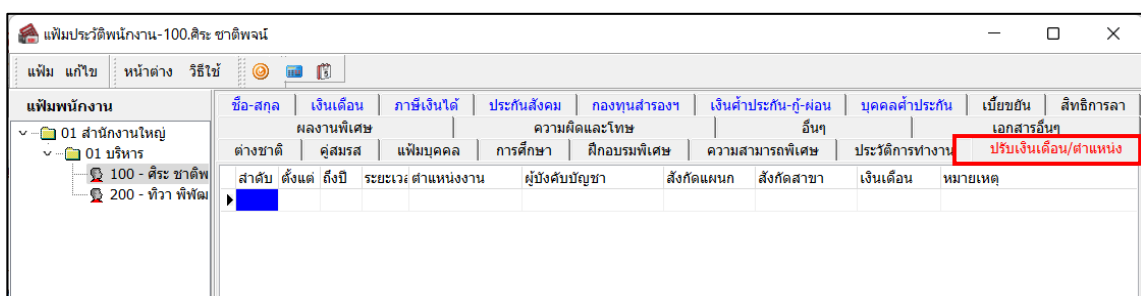 แฟ้มประวัติพนักงาน-100.ศิระ ชาติพจน์
แฟ้ม แก้ไข หน้าต่าง วิธีใช้
แฟ้มพนักงาน
01 สำนักงานใหญ่
01 บริหาร
100 - ศิระ ชาติพ
200 - ทิวา พิพัฒ
ชื่อ-สกุล เงินเดือน ภาษีเงินได้ ประกันสังคม กองทุนสำรองฯ เงินค้ำประกัน-กู้-ผ่อน บุคคลค้ำประกัน เบี้ยขยัน สิทธิการลา
ผลงานพิเศษ ความผิดและโทษ อื่นๆ เอกสารอื่นๆ
ต่างชาติ คู่สมรส แฟ้มบุคคล การศึกษา ฝึกอบรมพิเศษ ความสามารถพิเศษ ประวัติการทำงาน ปรับเงินเดือน/ตำแหน่ง
ลำดับ ตั้งแต่ ถึงปี ระยะเวล ตำแหน่งงาน ผู้บังคับบัญชา สังกัดแผนก สังกัดสาขา เงินเดือน หมายเหตุ